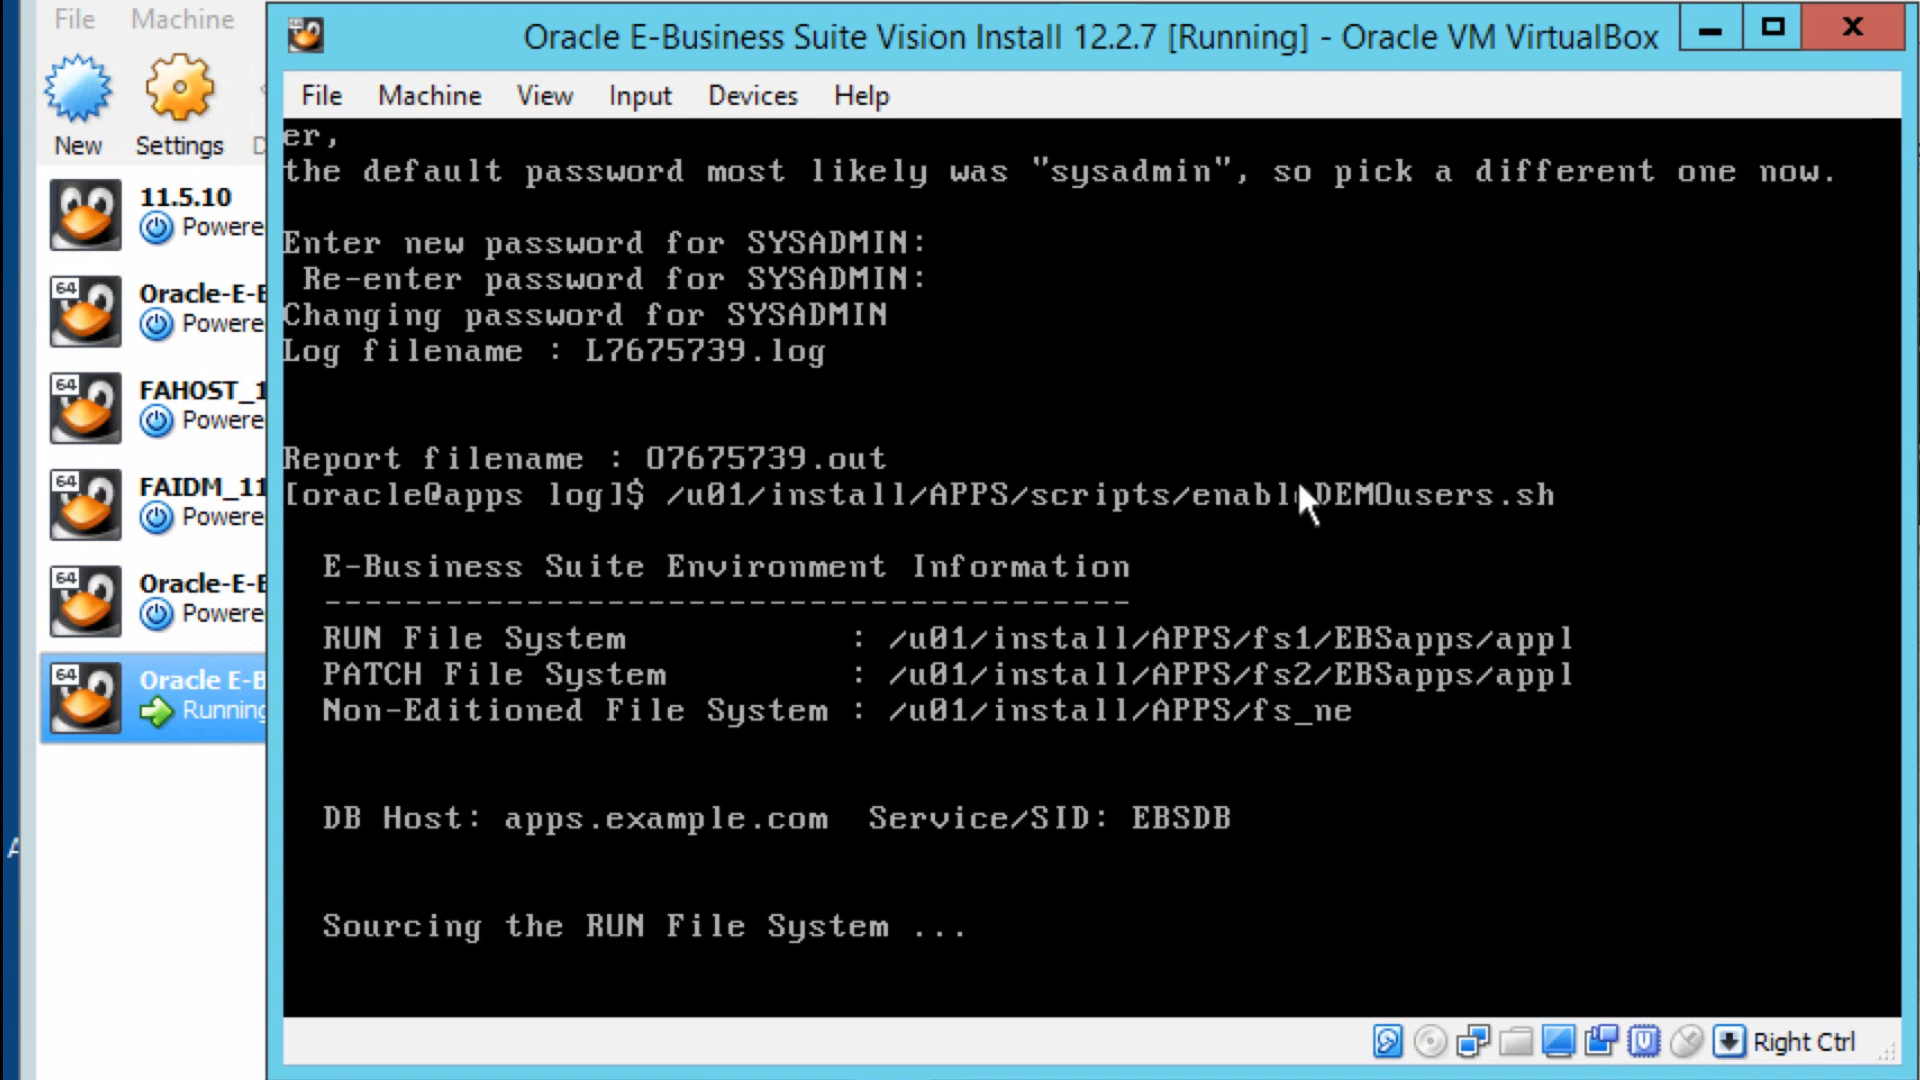 File Machine
New Settings
11.5.10
Powere
64
Oracle-E-B
Powere
64
FAHOST_1
Powere
64
FAIDM_11
Powere
64
Oracle-E-B
Powere
64
Oracle E-B
Running
Oracle E-Business Suite Vision Install 12.2.7 [Running] - Oracle VM VirtualBox
File Machine View Input Devices Help
er,
the default password most likely was "sysadmin", so pick a different one now.
Enter new password for SYSADMIN:
Re-enter password for SYSADMIN:
Changing password for SYSADMIN
Log filename : L7675739.log
Report filename : O7675739.out
[oracle@apps log]$ /u01/install/APPS/scripts/enableDEMOusers.sh
E-Business Suite Environment Information
----------------------------------------
RUN File System : /u01/install/APPS/fs1/EBSapps/appl
PATCH File System : /u01/install/APPS/fs2/EBSapps/appl
Non-Editioned File System : /u01/install/APPS/fs_ne
DB Host: apps.example.com Service/SID: EBSDB
Sourcing the RUN File System ...
Right Ctrl